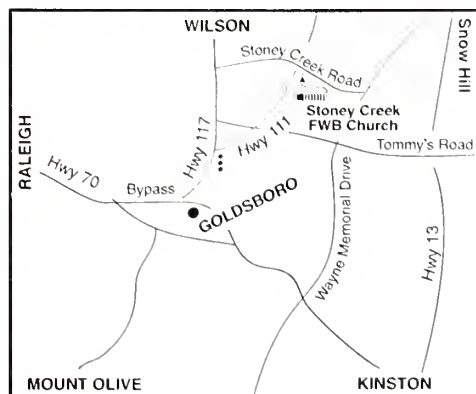 WILSON
Snow Hill
Stoney Creek Road
Stoney Creek
FWB Church
Hwy 117
Hwy 111
Tommy's Road
RALEIGH
Hwy 70
Bypass
GOLDSBORO
Wayne Memorial Drive
Hwy 13
MOUNT OLIVE
KINSTON